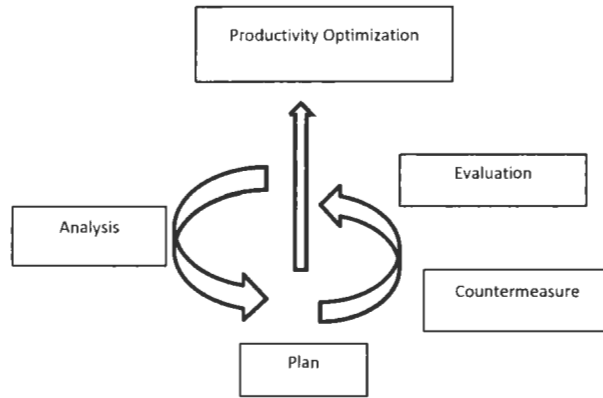 Productivity Optimization
Evaluation
Analysis
Countermeasure
Plan